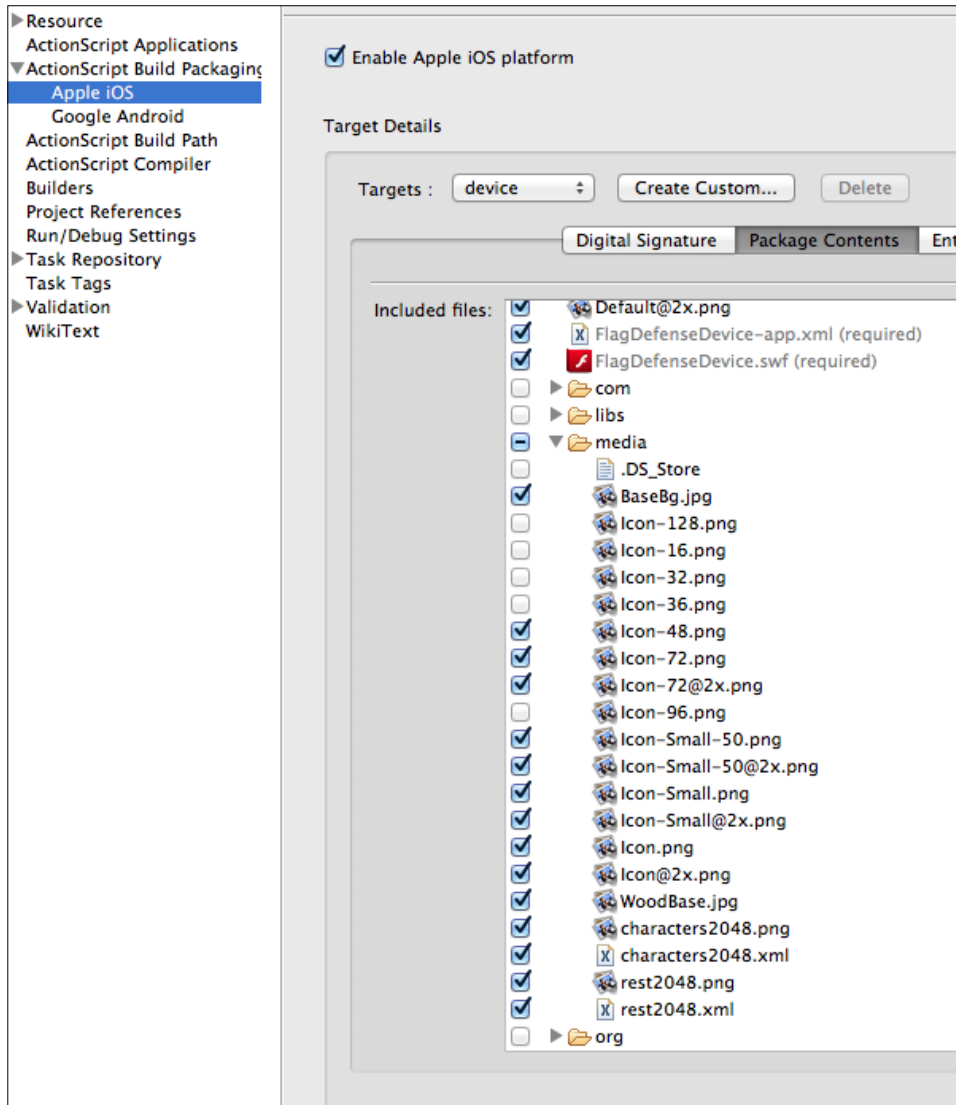 Resource
ActionScript Applications
ActionScript Build Packaging
Apple iOS
Google Android
ActionScript Build Path
ActionScript Compiler
Builders
Project References
Run/Debug Settings
Task Repository
Task Tags
Validation
WikiText
Enable Apple iOS platform
Target Details
Targets : device Create Custom... Delete
Digital Signature Package Contents Ent
Included files:
Default@2x.png
FlagDefenseDevice-app.xml (required)
FlagDefenseDevice.swf (required)
com
libs
media
.DS_Store
BaseBg.jpg
Icon-128.png
Icon-16.png
Icon-32.png
Icon-36.png
Icon-48.png
Icon-72.png
Icon-72@2x.png
Icon-96.png
Icon-Small-50.png
Icon-Small-50@2x.png
Icon-Small.png
Icon-Small@2x.png
Icon.png
Icon@2x.png
WoodBase.jpg
characters2048.png
characters2048.xml
rest2048.png
rest2048.xml
org